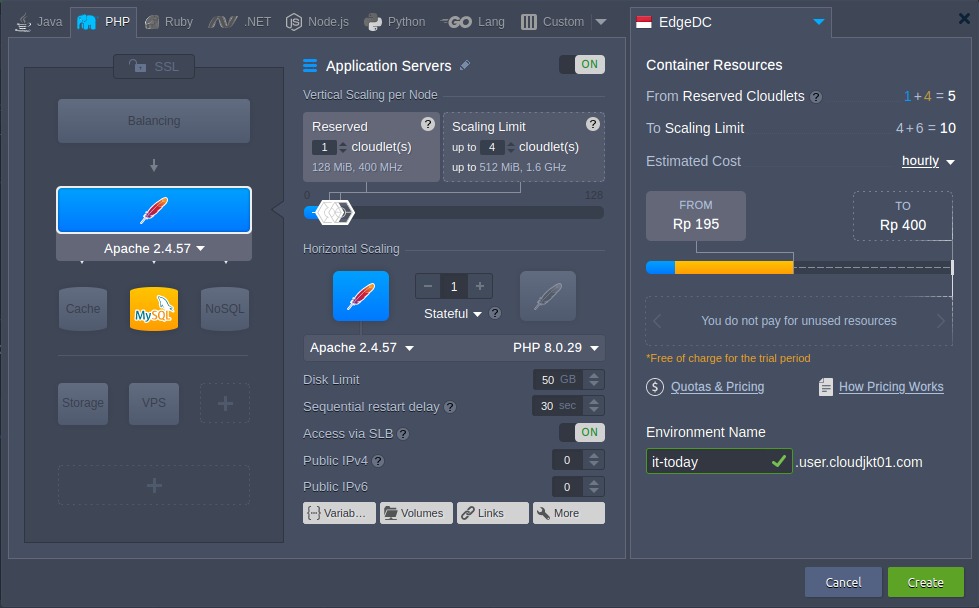 Java
PHP
Ruby
.NET
Node.js
Python
GO Lang
Custom
EdgeDC
SSL
Balancing
Apache 2.4.57
Cache
MySQL
NoSQL
Storage
VPS
Application Servers
ON
Vertical Scaling per Node
Reserved ?
1 cloudlet(s)
128 MiB, 400 MHz
Scaling Limit ?
up to 4 cloudlet(s)
up to 512 MiB, 1.6 GHz
0 128
Horizontal Scaling
1
Stateful ?
Apache 2.4.57 PHP 8.0.29
Disk Limit 50 GB
Sequential restart delay ? 30 sec
Access via SLB ? ON
Public IPv4 ? 0
Public IPv6 0
Variab... Volumes Links More
Container Resources
From Reserved Cloudlets ? 1 + 4 = 5
To Scaling Limit 4 + 6 = 10
Estimated Cost hourly
FROM
Rp 195
TO
Rp 400
You do not pay for unused resources
*Free of charge for the trial period
Quotas & Pricing How Pricing Works
Environment Name
it-today .user.cloudjkt01.com
Cancel Create